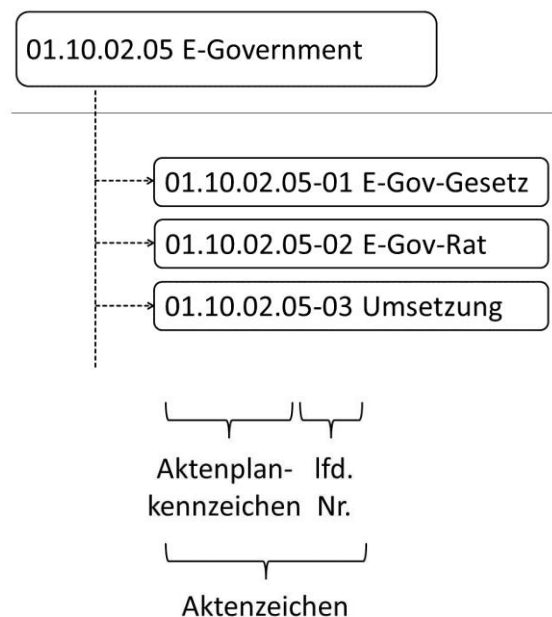 01.10.02.05 E-Government
01.10.02.05-01 E-Gov-Gesetz
01.10.02.05-02 E-Gov-Rat
01.10.02.05-03 Umsetzung
Aktenplan- lfd.
kennzeichen Nr.
Aktenzeichen